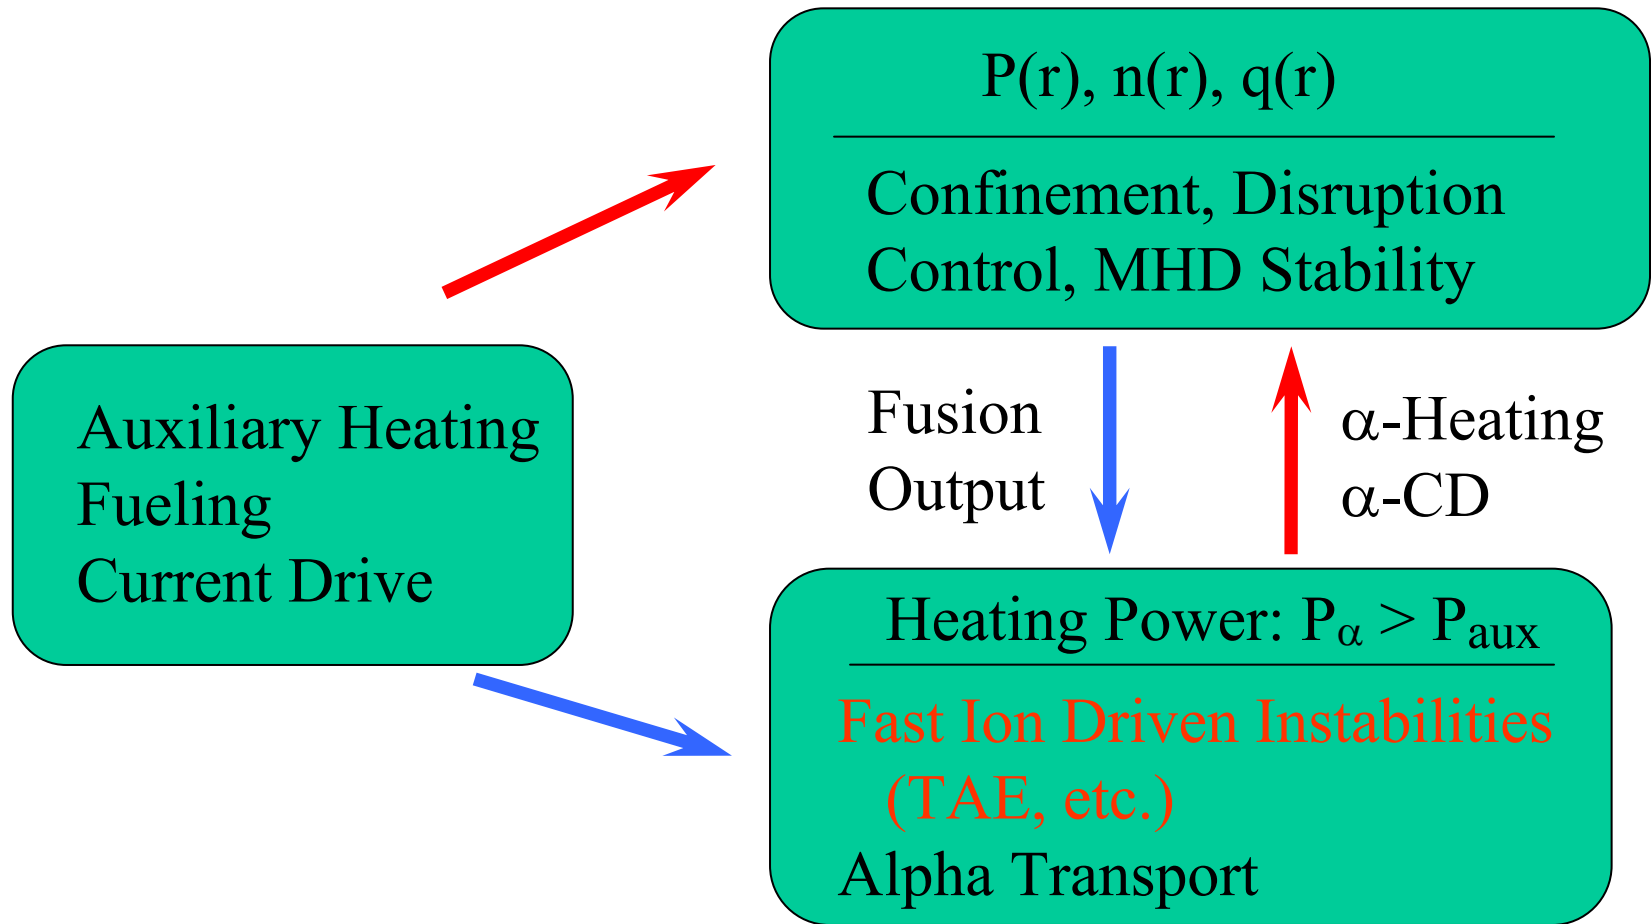 P(r), n(r), q(r)
Confinement, Disruption
Control, MHD Stability
Auxiliary Heating
Fueling
Current Drive
Fusion
Output
α-Heating
α-CD
Heating Power: Pα > Paux
Fast Ion Driven Instabilities
(TAE, etc.)
Alpha Transport